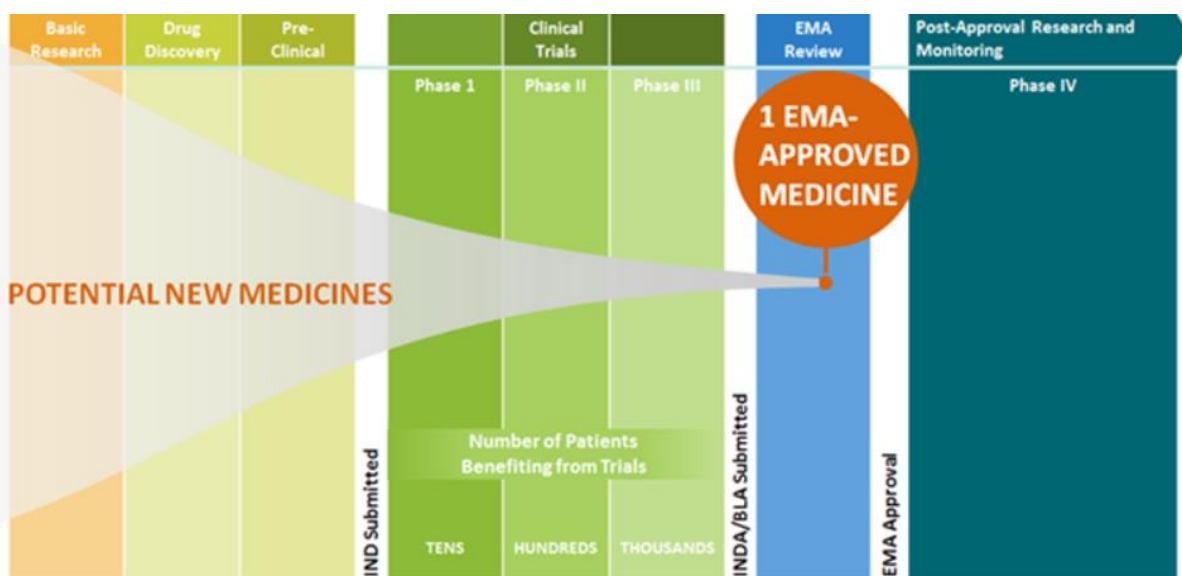 Basic
Research
Drug
Discovery
Pre-
Clinical
Clinical
Trials
EMA
Review
Post-Approval Research and
Monitoring
Phase 1
Phase II
Phase III
Phase IV
1 EMA-
APPROVED
MEDICINE
POTENTIAL NEW MEDICINES
Number of Patients
Benefiting from Trials
TENS
HUNDREDS
THOUSANDS
IND Submitted
INDA/BLA Submitted
EMA Approval